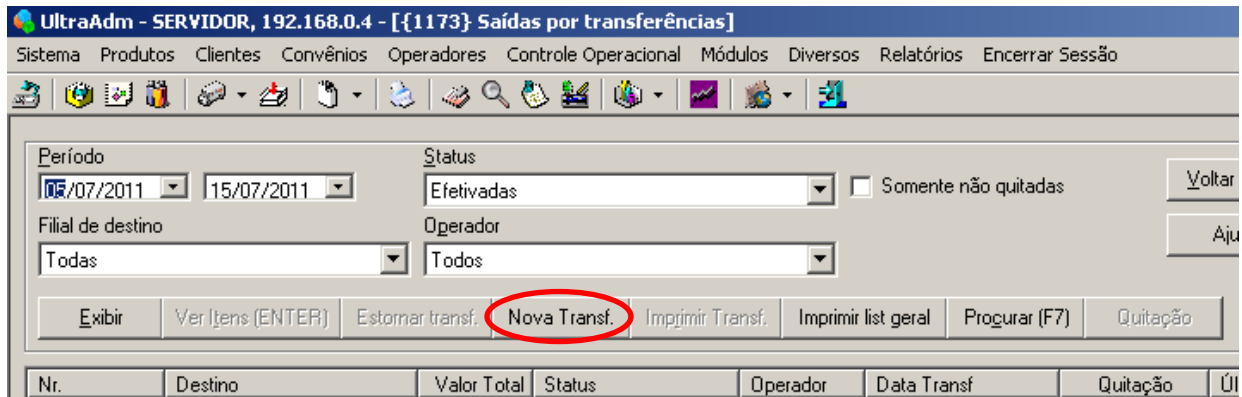 UltraAdm - SERVIDOR, 192.168.0.4 - [{1173} Saídas por transferências]
Sistema Produtos Clientes Convênios Operadores Controle Operacional Módulos Diversos Relatórios Encerrar Sessão
Período Status
05/07/2011 15/07/2011 Efetivadas Somente não quitadas Voltar
Filial de destino Operador Aju
Todas Todos
Exibir Ver Itens (ENTER) Estornar transf. Nova Transf. Imprimir Transf. Imprimir list geral Procurar (F7) Quitação
Nr. Destino Valor Total Status Operador Data Transf Quitação Úl